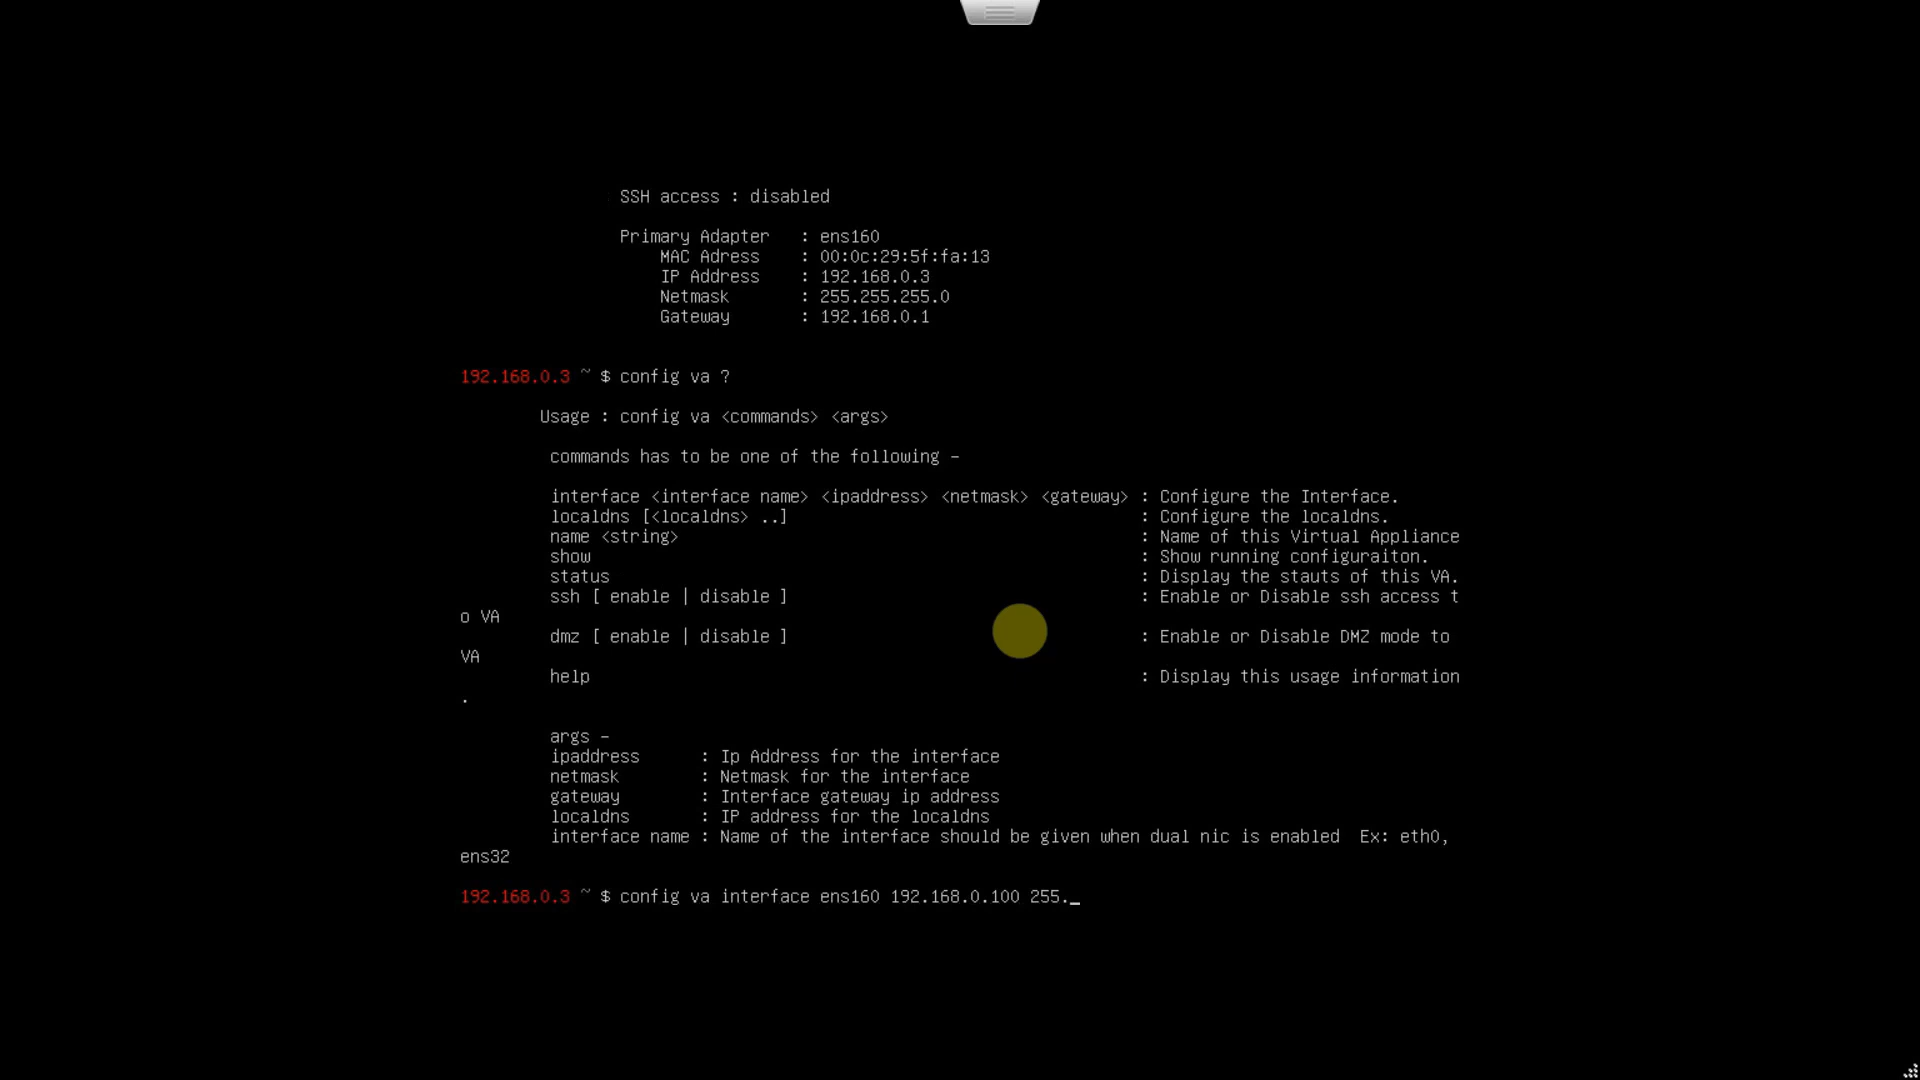 SSH access : disabled
Primary Adapter : ens160
MAC Adress : 00:0c:29:5f:fa:13
IP Address : 192.168.0.3
Netmask : 255.255.255.0
Gateway : 192.168.0.1
192.168.0.3 ~ $ config va ?
Usage : config va <commands> <args>
commands has to be one of the following -
interface <interface name> <ipaddress> <netmask> <gateway> : Configure the Interface.
localdns [<localdns> ..] : Configure the localdns.
name <string> : Name of this Virtual Appliance
show : Show running configuraiton.
status : Display the stauts of this VA.
ssh [ enable | disable ] : Enable or Disable ssh access t
o VA
dmz [ enable | disable ] : Enable or Disable DMZ mode to
VA
help : Display this usage information
.
args -
ipaddress : Ip Address for the interface
netmask : Netmask for the interface
gateway : Interface gateway ip address
localdns : IP address for the localdns
interface name : Name of the interface should be given when dual nic is enabled Ex: eth0,
ens32
192.168.0.3 ~ $ config va interface ens160 192.168.0.100 255._